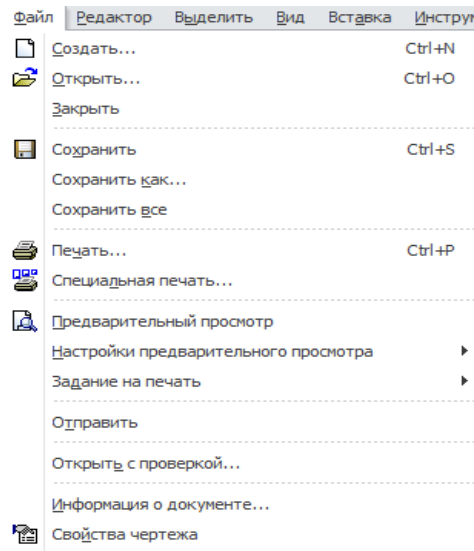 Файл Редактор Выделить Вид Вставка Инстру
Создать... Ctrl+N
Открыть... Ctrl+O
Закрыть
Сохранить Ctrl+S
Сохранить как...
Сохранить все
Печать... Ctrl+P
Специальная печать...
Предварительный просмотр
Настройки предварительного просмотра
Задание на печать
Отправить
Открыть с проверкой...
Информация о документе...
Свойства чертежа